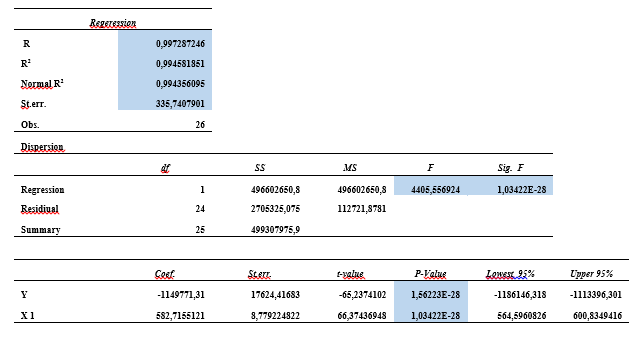 Regeression
R 0,997287246
R² 0,994581851
Normal R² 0,994356095
St.err. 335,7407901
Obs. 26
Dispersion
df SS MS F Sig. F
Regression 1 496602650,8 496602650,8 4405,556924 1,03422E-28
Residiual 24 2705325,075 112721,8781
Summary 25 499307975,9
Coef. St.err. t-value P-Value Lowest 95% Upper 95%
Y -1149771,31 17624,41683 -65,2374102 1,56223E-28 -1186146,318 -1113396,301
X 1 582,7155121 8,779224822 66,37436948 1,03422E-28 564,5960826 600,8349416